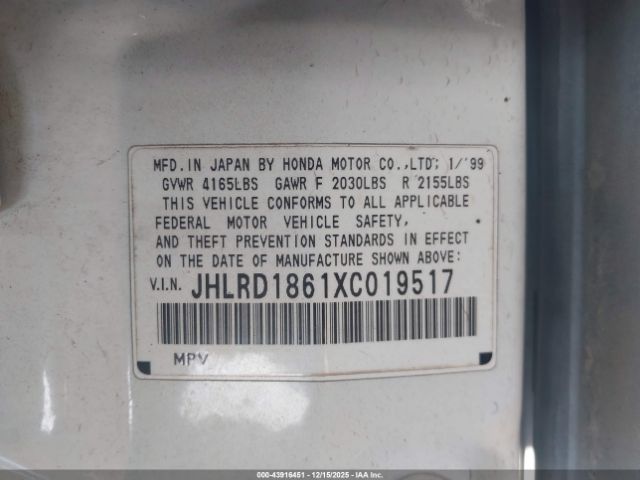 MFD. IN JAPAN BY HONDA MOTOR CO., LTD; 1/'99
GVWR 4165LBS GAWR F 2030LBS R 2155LBS
THIS VEHICLE CONFORMS TO ALL APPLICABLE
FEDERAL MOTOR VEHICLE SAFETY,
AND THEFT PREVENTION STANDARDS IN EFFECT
ON THE DATE OF MANUFACTURE SHOWN ABOVE:
V.I.N. JHLRD1861XC019517
MPV
000-43916451 - 12/15/2025 - IAAI.COM